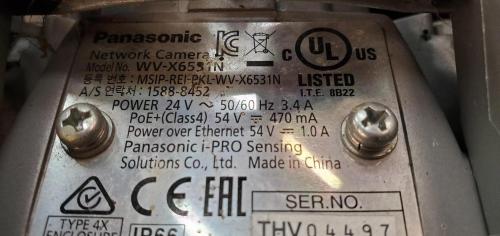 Panasonic
Network Camera
Model No. WV-X6531N
등록 번호: MSIP-REI-PKL-WV-X6531N
A/S 연락처: 1588-8452
POWER 24 V ~ 50/60 Hz 3.4 A
PoE+(Class4) 54 V ⎓ 470 mA
Power over Ethernet 54 V ⎓ 1.0 A
Panasonic i-PRO Sensing
Solutions Co., Ltd. Made in China
C UL US
LISTED
I.T.E. 8B22
CE EAC
TYPE 4X
ENCLOSURE
IP66
SER.NO.
THV04497